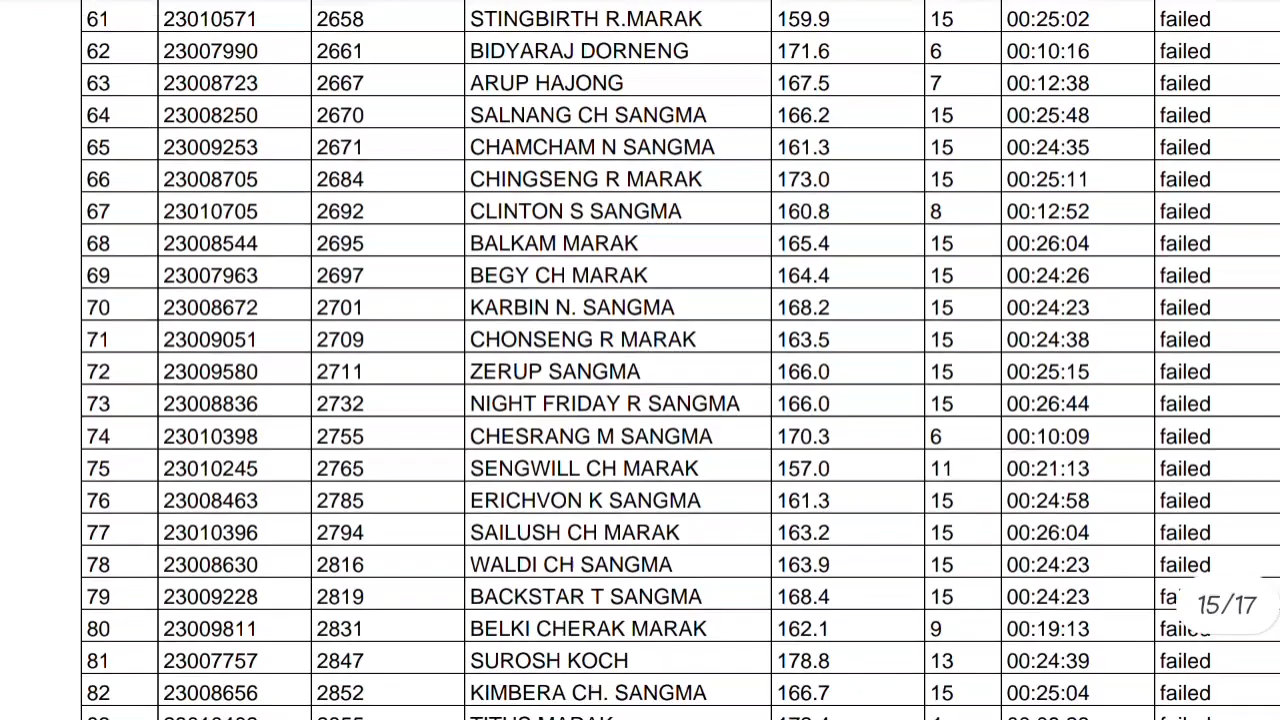 61 23010571 2658 STINGBIRTH R.MARAK 159.9 15 00:25:02 failed
62 23007990 2661 BIDYARAJ DORNENG 171.6 6 00:10:16 failed
63 23008723 2667 ARUP HAJONG 167.5 7 00:12:38 failed
64 23008250 2670 SALNANG CH SANGMA 166.2 15 00:25:48 failed
65 23009253 2671 CHAMCHAM N SANGMA 161.3 15 00:24:35 failed
66 23008705 2684 CHINGSENG R MARAK 173.0 15 00:25:11 failed
67 23010705 2692 CLINTON S SANGMA 160.8 8 00:12:52 failed
68 23008544 2695 BALKAM MARAK 165.4 15 00:26:04 failed
69 23007963 2697 BEGY CH MARAK 164.4 15 00:24:26 failed
70 23008672 2701 KARBIN N. SANGMA 168.2 15 00:24:23 failed
71 23009051 2709 CHONSENG R MARAK 163.5 15 00:24:38 failed
72 23009580 2711 ZERUP SANGMA 166.0 15 00:25:15 failed
73 23008836 2732 NIGHT FRIDAY R SANGMA 166.0 15 00:26:44 failed
74 23010398 2755 CHESRANG M SANGMA 170.3 6 00:10:09 failed
75 23010245 2765 SENGWILL CH MARAK 157.0 11 00:21:13 failed
76 23008463 2785 ERICHVON K SANGMA 161.3 15 00:24:58 failed
77 23010396 2794 SAILUSH CH MARAK 163.2 15 00:26:04 failed
78 23008630 2816 WALDI CH SANGMA 163.9 15 00:24:23 failed
79 23009228 2819 BACKSTAR T SANGMA 168.4 15 00:24:23
15/17
80 23009811 2831 BELKI CHERAK MARAK 162.1 9 00:19:13 failed
81 23007757 2847 SUROSH KOCH 178.8 13 00:24:39 failed
82 23008656 2852 KIMBERA CH. SANGMA 166.7 15 00:25:04 failed
TITUS MARAK